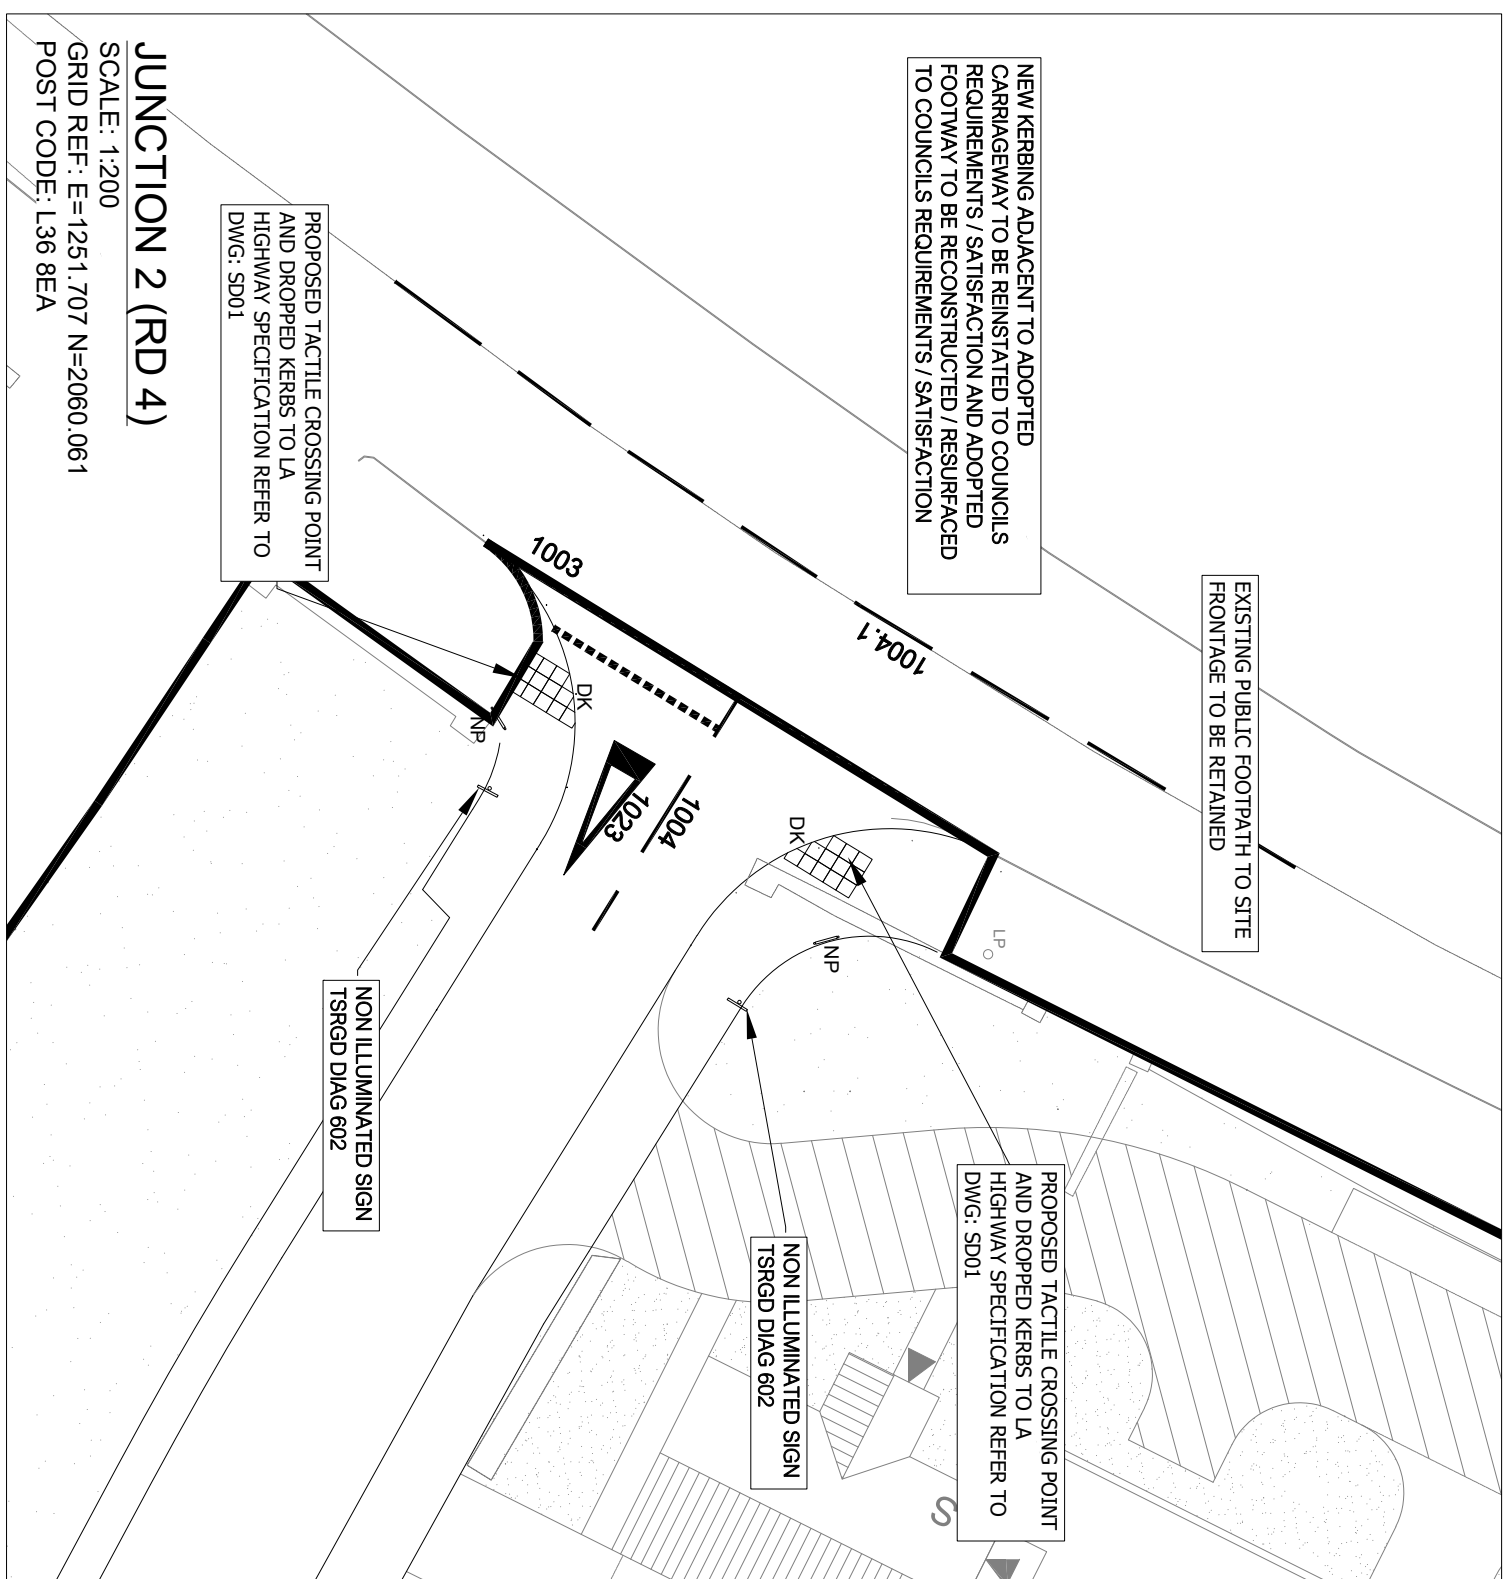 NEW KERBING ADJACENT TO ADOPTED
CARRIAGEWAY TO BE REINSTATED TO COUNCILS
REQUIREMENTS / SATISFACTION AND ADOPTED
FOOTWAY TO BE RECONSTRUCTED / RESURFACED
TO COUNCILS REQUIREMENTS / SATISFACTION
EXISTING PUBLIC FOOTPATH TO SITE
FRONTAGE TO BE RETAINED
1003
1004.1
DK
NP
1004
1023
DK
NP
LP
PROPOSED TACTILE CROSSING POINT
AND DROPPED KERBS TO LA
HIGHWAY SPECIFICATION REFER TO
DWG: SD01
PROPOSED TACTILE CROSSING POINT
AND DROPPED KERBS TO LA
HIGHWAY SPECIFICATION REFER TO
DWG: SD01
NON ILLUMINATED SIGN
TSRGD DIAG 602
NON ILLUMINATED SIGN
TSRGD DIAG 602
S
JUNCTION 2 (RD 4)
SCALE: 1:200
GRID REF: E=1251.707 N=2060.061
POST CODE: L36 8EA